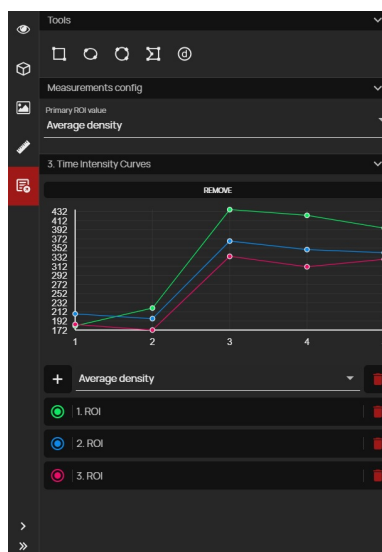 Tools
d
Measurements config
Primary ROI value
Average density
3. Time Intensity Curves
REMOVE
432
412
392
372
352
332
312
292
272
252
232
212
192
172
1 2 3 4
+ Average density
1. ROI
2. ROI
3. ROI